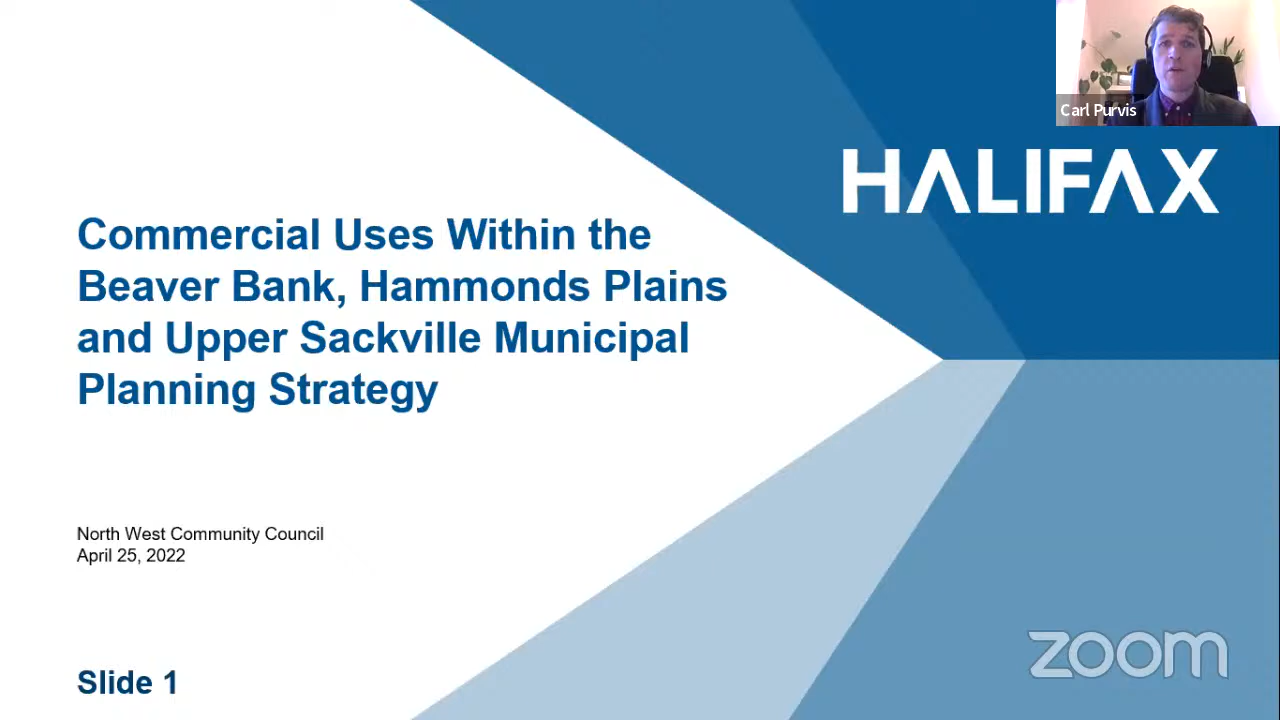 Carl Purvis
HALIFAX
Commercial Uses Within the
Beaver Bank, Hammonds Plains
and Upper Sackville Municipal
Planning Strategy
North West Community Council
April 25, 2022
Slide 1
zoom